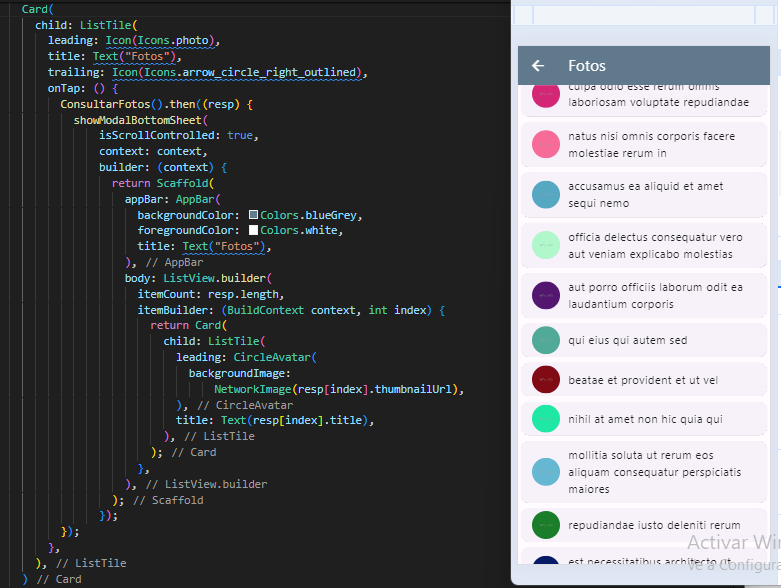 Card(
child: ListTile(
leading: Icon(Icons.photo),
title: Text("Fotos"),
trailing: Icon(Icons.arrow_circle_right_outlined),
onTap: () {
ConsultarFotos().then((resp) {
showModalBottomSheet(
isScrollControlled: true,
context: context,
builder: (context) {
return Scaffold(
appBar: AppBar(
backgroundColor: Colors.blueGrey,
foregroundColor: Colors.white,
title: Text("Fotos"),
), // AppBar
body: ListView.builder(
itemCount: resp.length,
itemBuilder: (BuildContext context, int index) {
return Card(
child: ListTile(
leading: CircleAvatar(
backgroundImage:
NetworkImage(resp[index].thumbnailUrl),
), // CircleAvatar
title: Text(resp[index].title),
), // ListTile
); // Card
},
), // ListView.builder
); // Scaffold
});
});
},
), // ListTile
) // Card
Fotos
culpa odio esse rerum omnis
laboriosam voluptate repudiandae
natus nisi omnis corporis facere
molestiae rerum in
accusamus ea aliquid et amet
sequi nemo
officia delectus consequatur vero
aut veniam explicabo molestias
aut porro officiis laborum odit ea
laudantium corporis
qui eius qui autem sed
beatae et provident et ut vel
nihil at amet non hic quia qui
mollitia soluta ut rerum eos
aliquam consequatur perspiciatis
maiores
repudiandae iusto deleniti rerum
est necessitatibus architecto ut
Activar Win
Ve a Configura